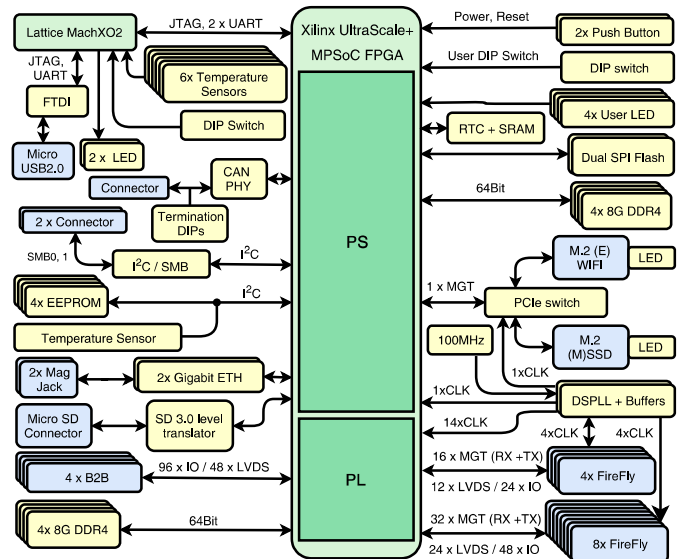 Lattice MachXO2
JTAG, 2 x UART
JTAG,
UART
6x Temperature
Sensors
FTDI
DIP Switch
Micro
USB2.0
2 x LED
Connector
CAN
PHY
Termination
DIPs
2 x Connector
SMB0, 1
I²C / SMB
I²C
4x EEPROM
I²C
Temperature Sensor
2x Mag
Jack
2x Gigabit ETH
Micro SD
Connector
SD 3.0 level
translator
4 x B2B
96 x IO / 48 x LVDS
4x 8G DDR4
64Bit
Xilinx UltraScale+
MPSoC FPGA
PS
PL
Power, Reset
2x Push Button
User DIP Switch
DIP switch
4x User LED
RTC + SRAM
Dual SPI Flash
64Bit
4x 8G DDR4
M.2 (E)
WIFI
LED
1 x MGT
PCIe switch
100MHz
M.2
(M)SSD
LED
1xCLK
1xCLK
DSPLL + Buffers
14xCLK
4xCLK
4xCLK
16 x MGT (RX +TX)
12 x LVDS / 24 x IO
4x FireFly
32 x MGT (RX +TX)
24 x LVDS / 48 x IO
8x FireFly